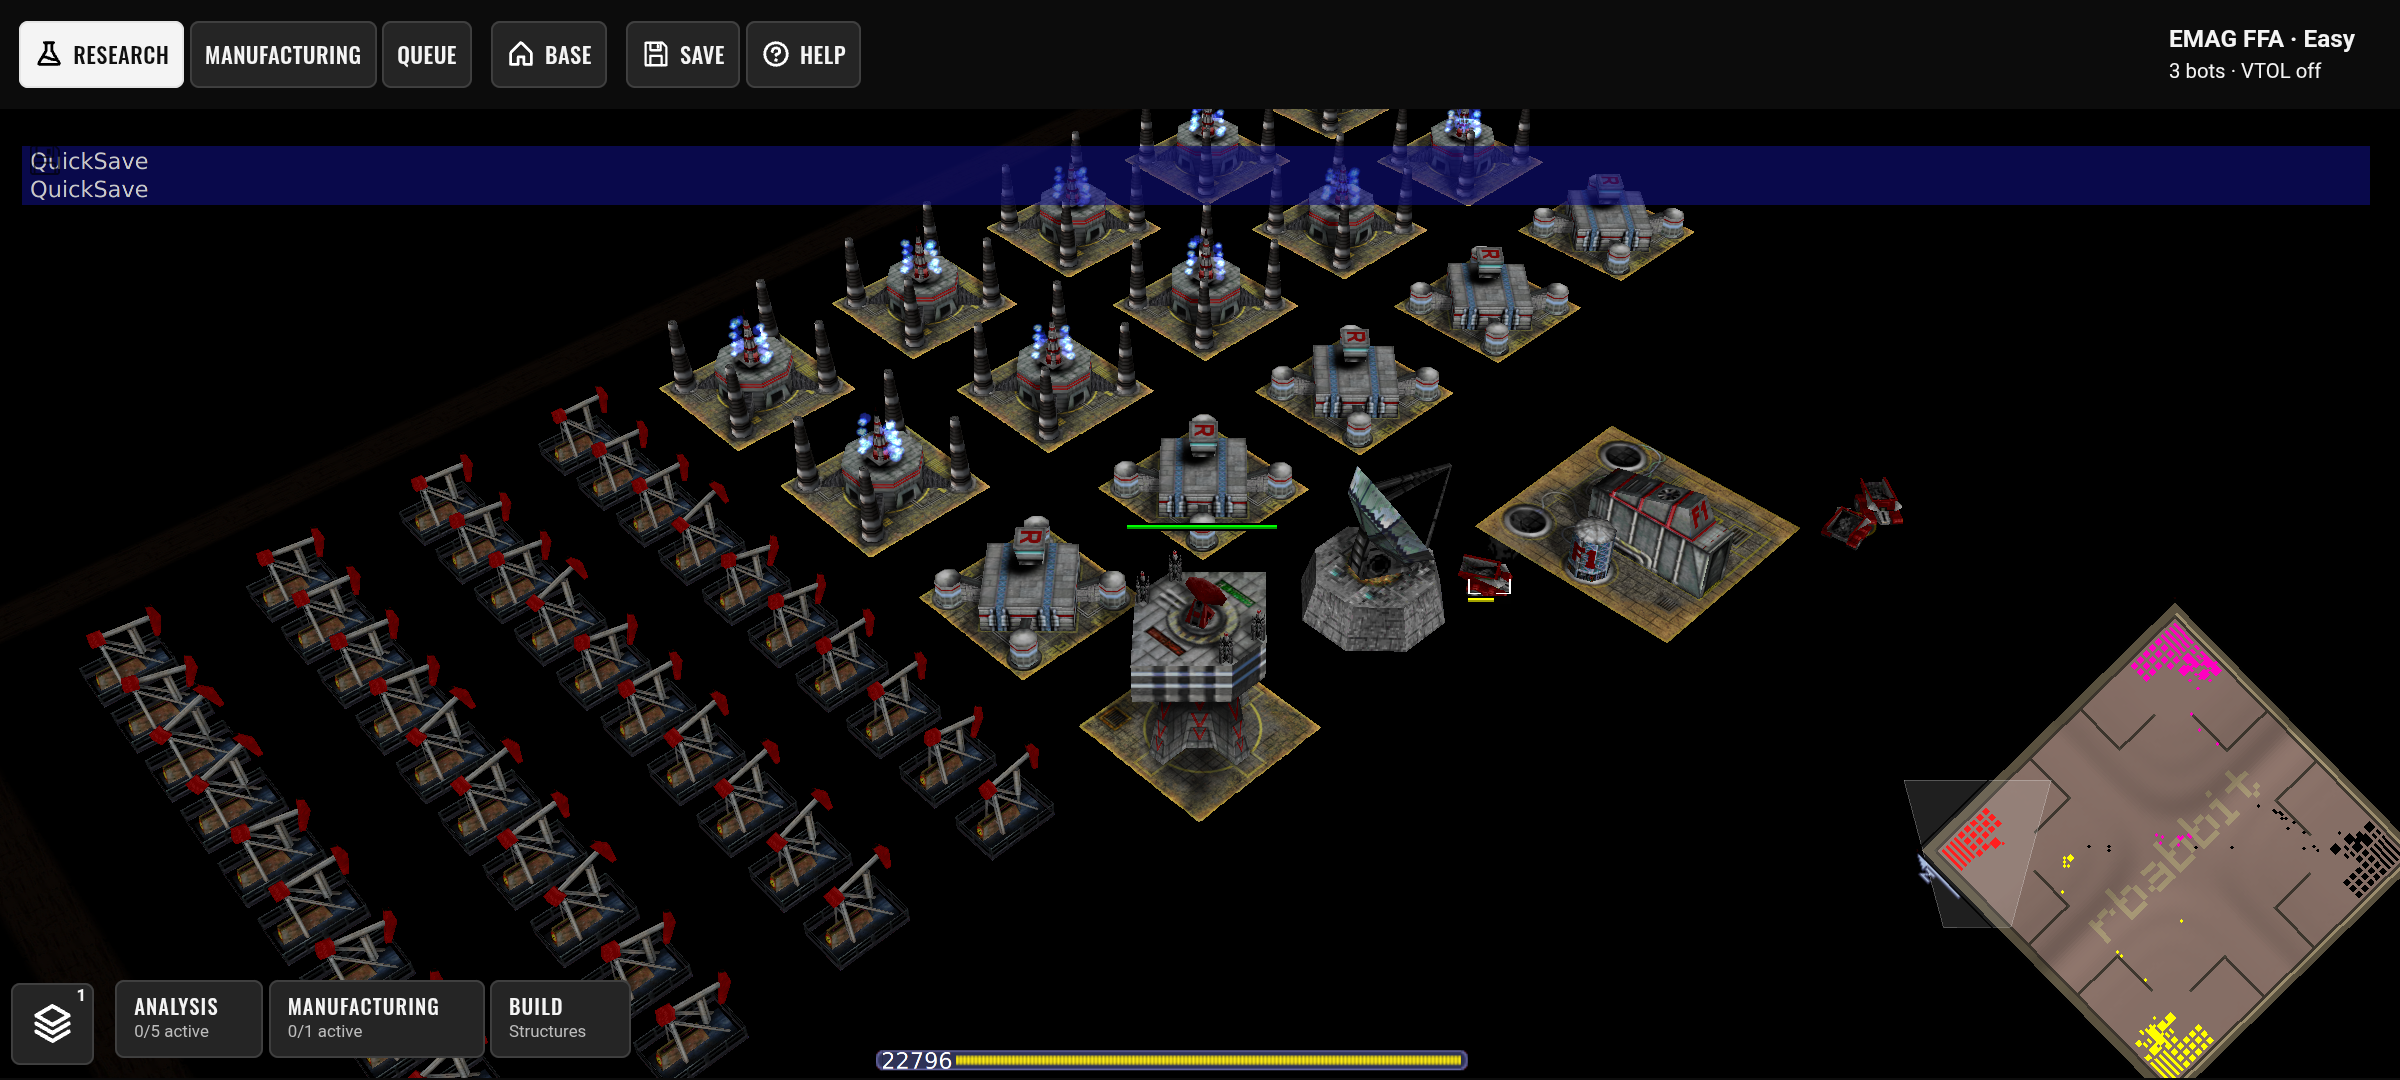 RESEARCH
MANUFACTURING
QUEUE
BASE
SAVE
HELP
EMAG FFA · Easy
3 bots · VTOL off
QuickSave
QuickSave
R
R
R
R
R
F1
rbabbit
1
ANALYSIS
0/5 active
MANUFACTURING
0/1 active
BUILD
Structures
22796